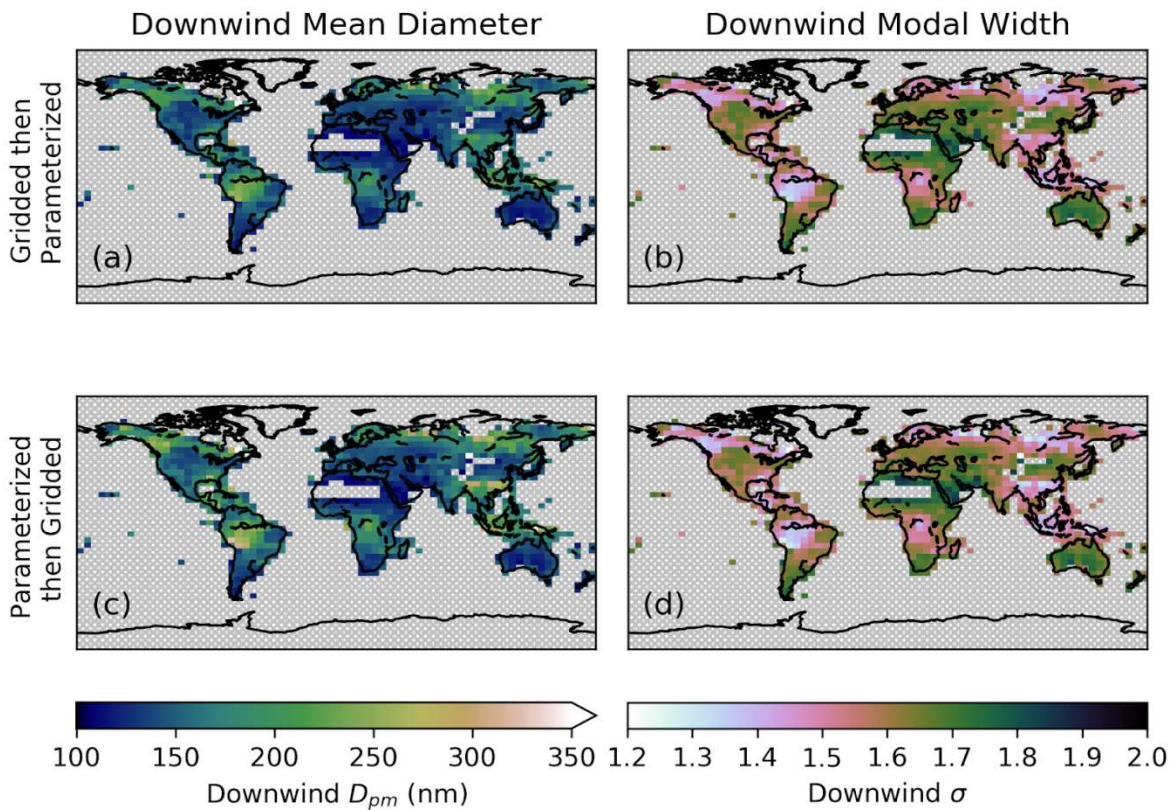 Downwind Mean Diameter
Downwind Modal Width
Gridded then
Parameterized
(a)
(b)
Parameterized
then Gridded
(c)
(d)
100 150 200 250 300 350
1.2 1.3 1.4 1.5 1.6 1.7 1.8 1.9 2.0
Downwind D_{pm} (nm)
Downwind σ